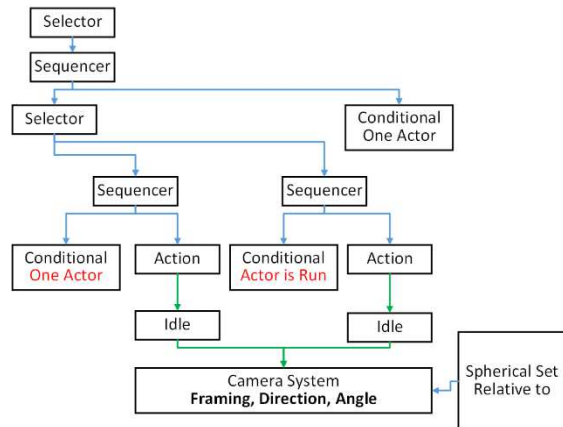 Selector
Sequencer
Selector
Conditional
One Actor
Sequencer
Sequencer
Conditional
One Actor
Action
Conditional
Actor is Run
Action
Idle
Idle
Camera System
Framing, Direction, Angle
Spherical Set
Relative to